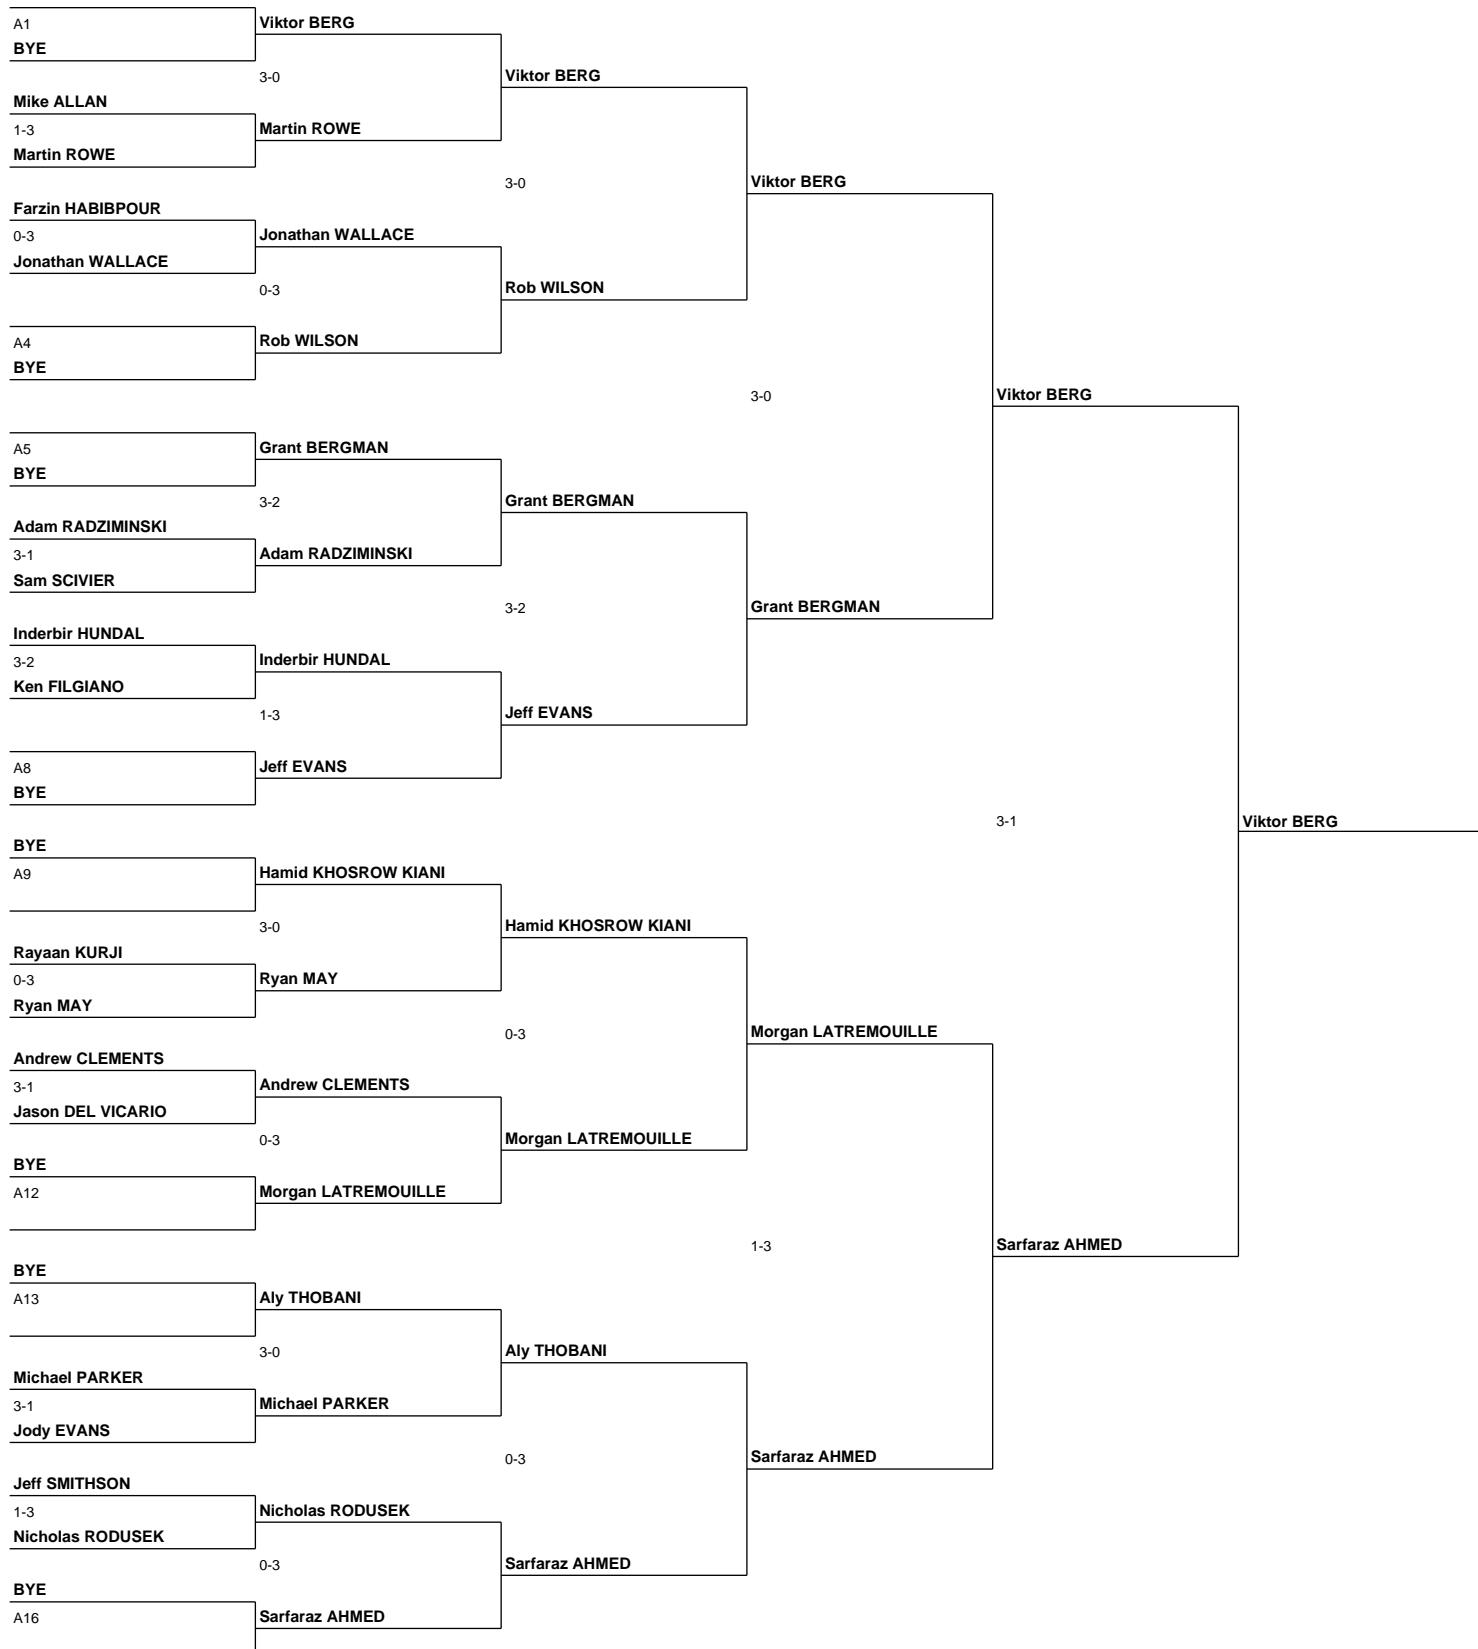 A1
BYE
Viktor BERG
3-0
Mike ALLAN
1-3
Martin ROWE
Martin ROWE
Viktor BERG
3-0
Farzin HABIBPOUR
0-3
Jonathan WALLACE
Jonathan WALLACE
0-3
A4
BYE
Rob WILSON
Rob WILSON
Viktor BERG
3-0
A5
BYE
Grant BERGMAN
3-2
Adam RADZIMINSKI
3-1
Sam SCIVIER
Adam RADZIMINSKI
Grant BERGMAN
3-2
Inderbir HUNDAL
3-2
Ken FILGIANO
Inderbir HUNDAL
1-3
A8
BYE
Jeff EVANS
Jeff EVANS
Grant BERGMAN
Viktor BERG
3-1
Viktor BERG
BYE
A9
Hamid KHOSROW KIANI
3-0
Rayaan KURJI
0-3
Ryan MAY
Ryan MAY
Hamid KHOSROW KIANI
0-3
Andrew CLEMENTS
3-1
Jason DEL VICARIO
Andrew CLEMENTS
0-3
BYE
A12
Morgan LATREMOUILLE
Morgan LATREMOUILLE
Morgan LATREMOUILLE
1-3
BYE
A13
Aly THOBANI
3-0
Michael PARKER
3-1
Jody EVANS
Michael PARKER
Aly THOBANI
0-3
Jeff SMITHSON
1-3
Nicholas RODUSEK
Nicholas RODUSEK
0-3
BYE
A16
Sarfaraz AHMED
Sarfaraz AHMED
Sarfaraz AHMED
Sarfaraz AHMED